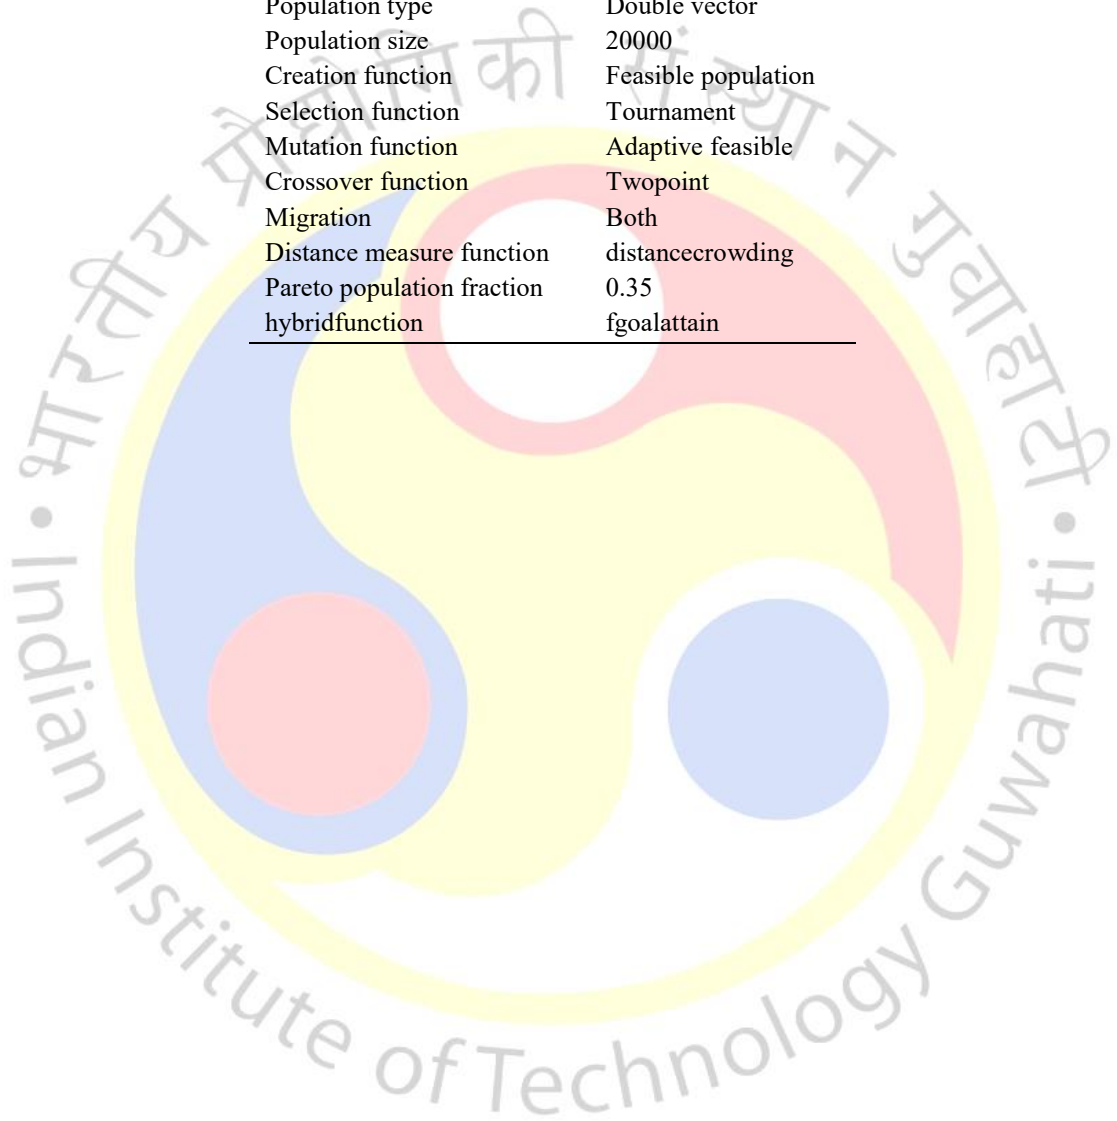 Population type Double vector
Population size 20000
Creation function Feasible population
Selection function Tournament
Mutation function Adaptive feasible
Crossover function Twopoint
Migration Both
Distance measure function distancecrowding
Pareto population fraction 0.35
hybridfunction fgoalattain
भारतीय प्रौद्योगिकी संस्थान गुवाहाटी
Indian Institute of Technology Guwahati